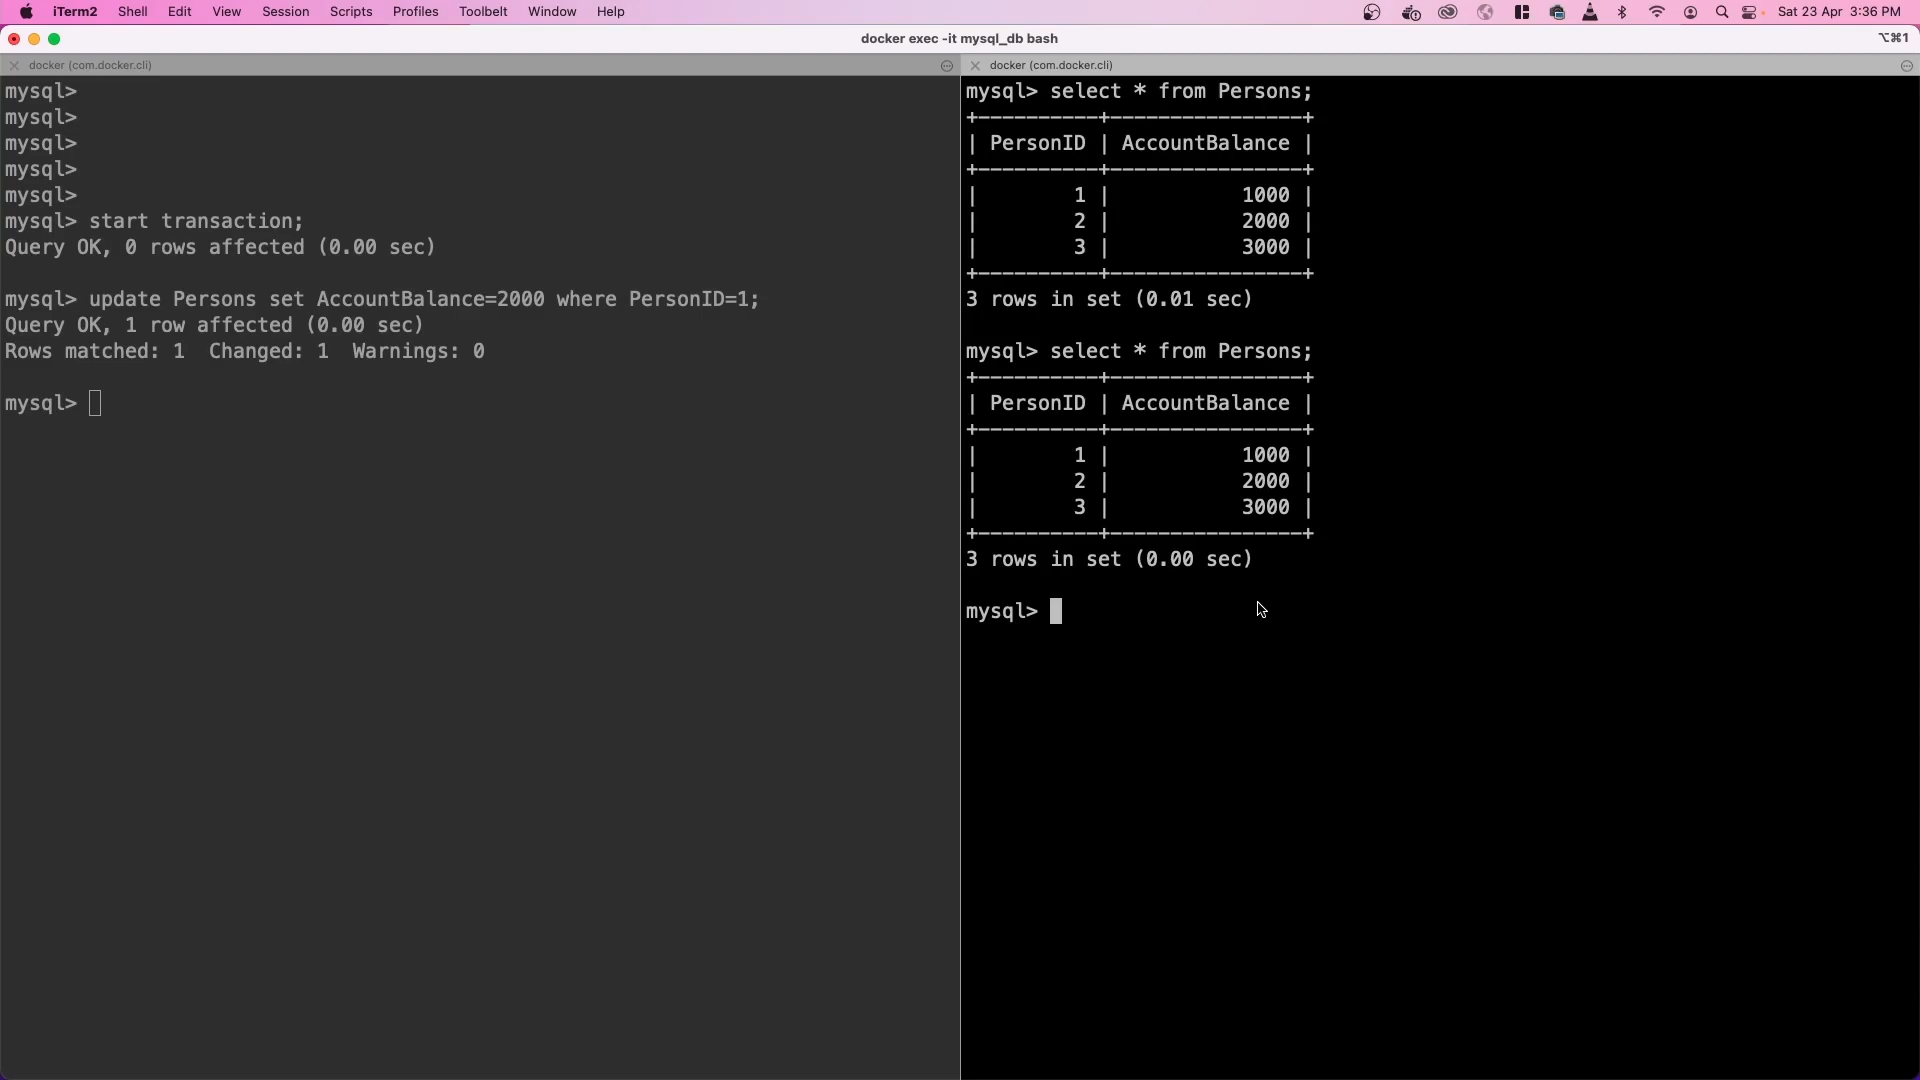 iTerm2 Shell Edit View Session Scripts Profiles Toolbelt Window Help Sat 23 Apr 3:36 PM
docker exec -it mysql_db bash ⌥⌘1
docker (com.docker.cli)
mysql>
mysql>
mysql>
mysql>
mysql>
mysql> start transaction;
Query OK, 0 rows affected (0.00 sec)
mysql> update Persons set AccountBalance=2000 where PersonID=1;
Query OK, 1 row affected (0.00 sec)
Rows matched: 1  Changed: 1  Warnings: 0
mysql>
docker (com.docker.cli)
mysql> select * from Persons;
+----------+----------------+
| PersonID | AccountBalance |
+----------+----------------+
|        1 |           1000 |
|        2 |           2000 |
|        3 |           3000 |
+----------+----------------+
3 rows in set (0.01 sec)
mysql> select * from Persons;
+----------+----------------+
| PersonID | AccountBalance |
+----------+----------------+
|        1 |           1000 |
|        2 |           2000 |
|        3 |           3000 |
+----------+----------------+
3 rows in set (0.00 sec)
mysql>